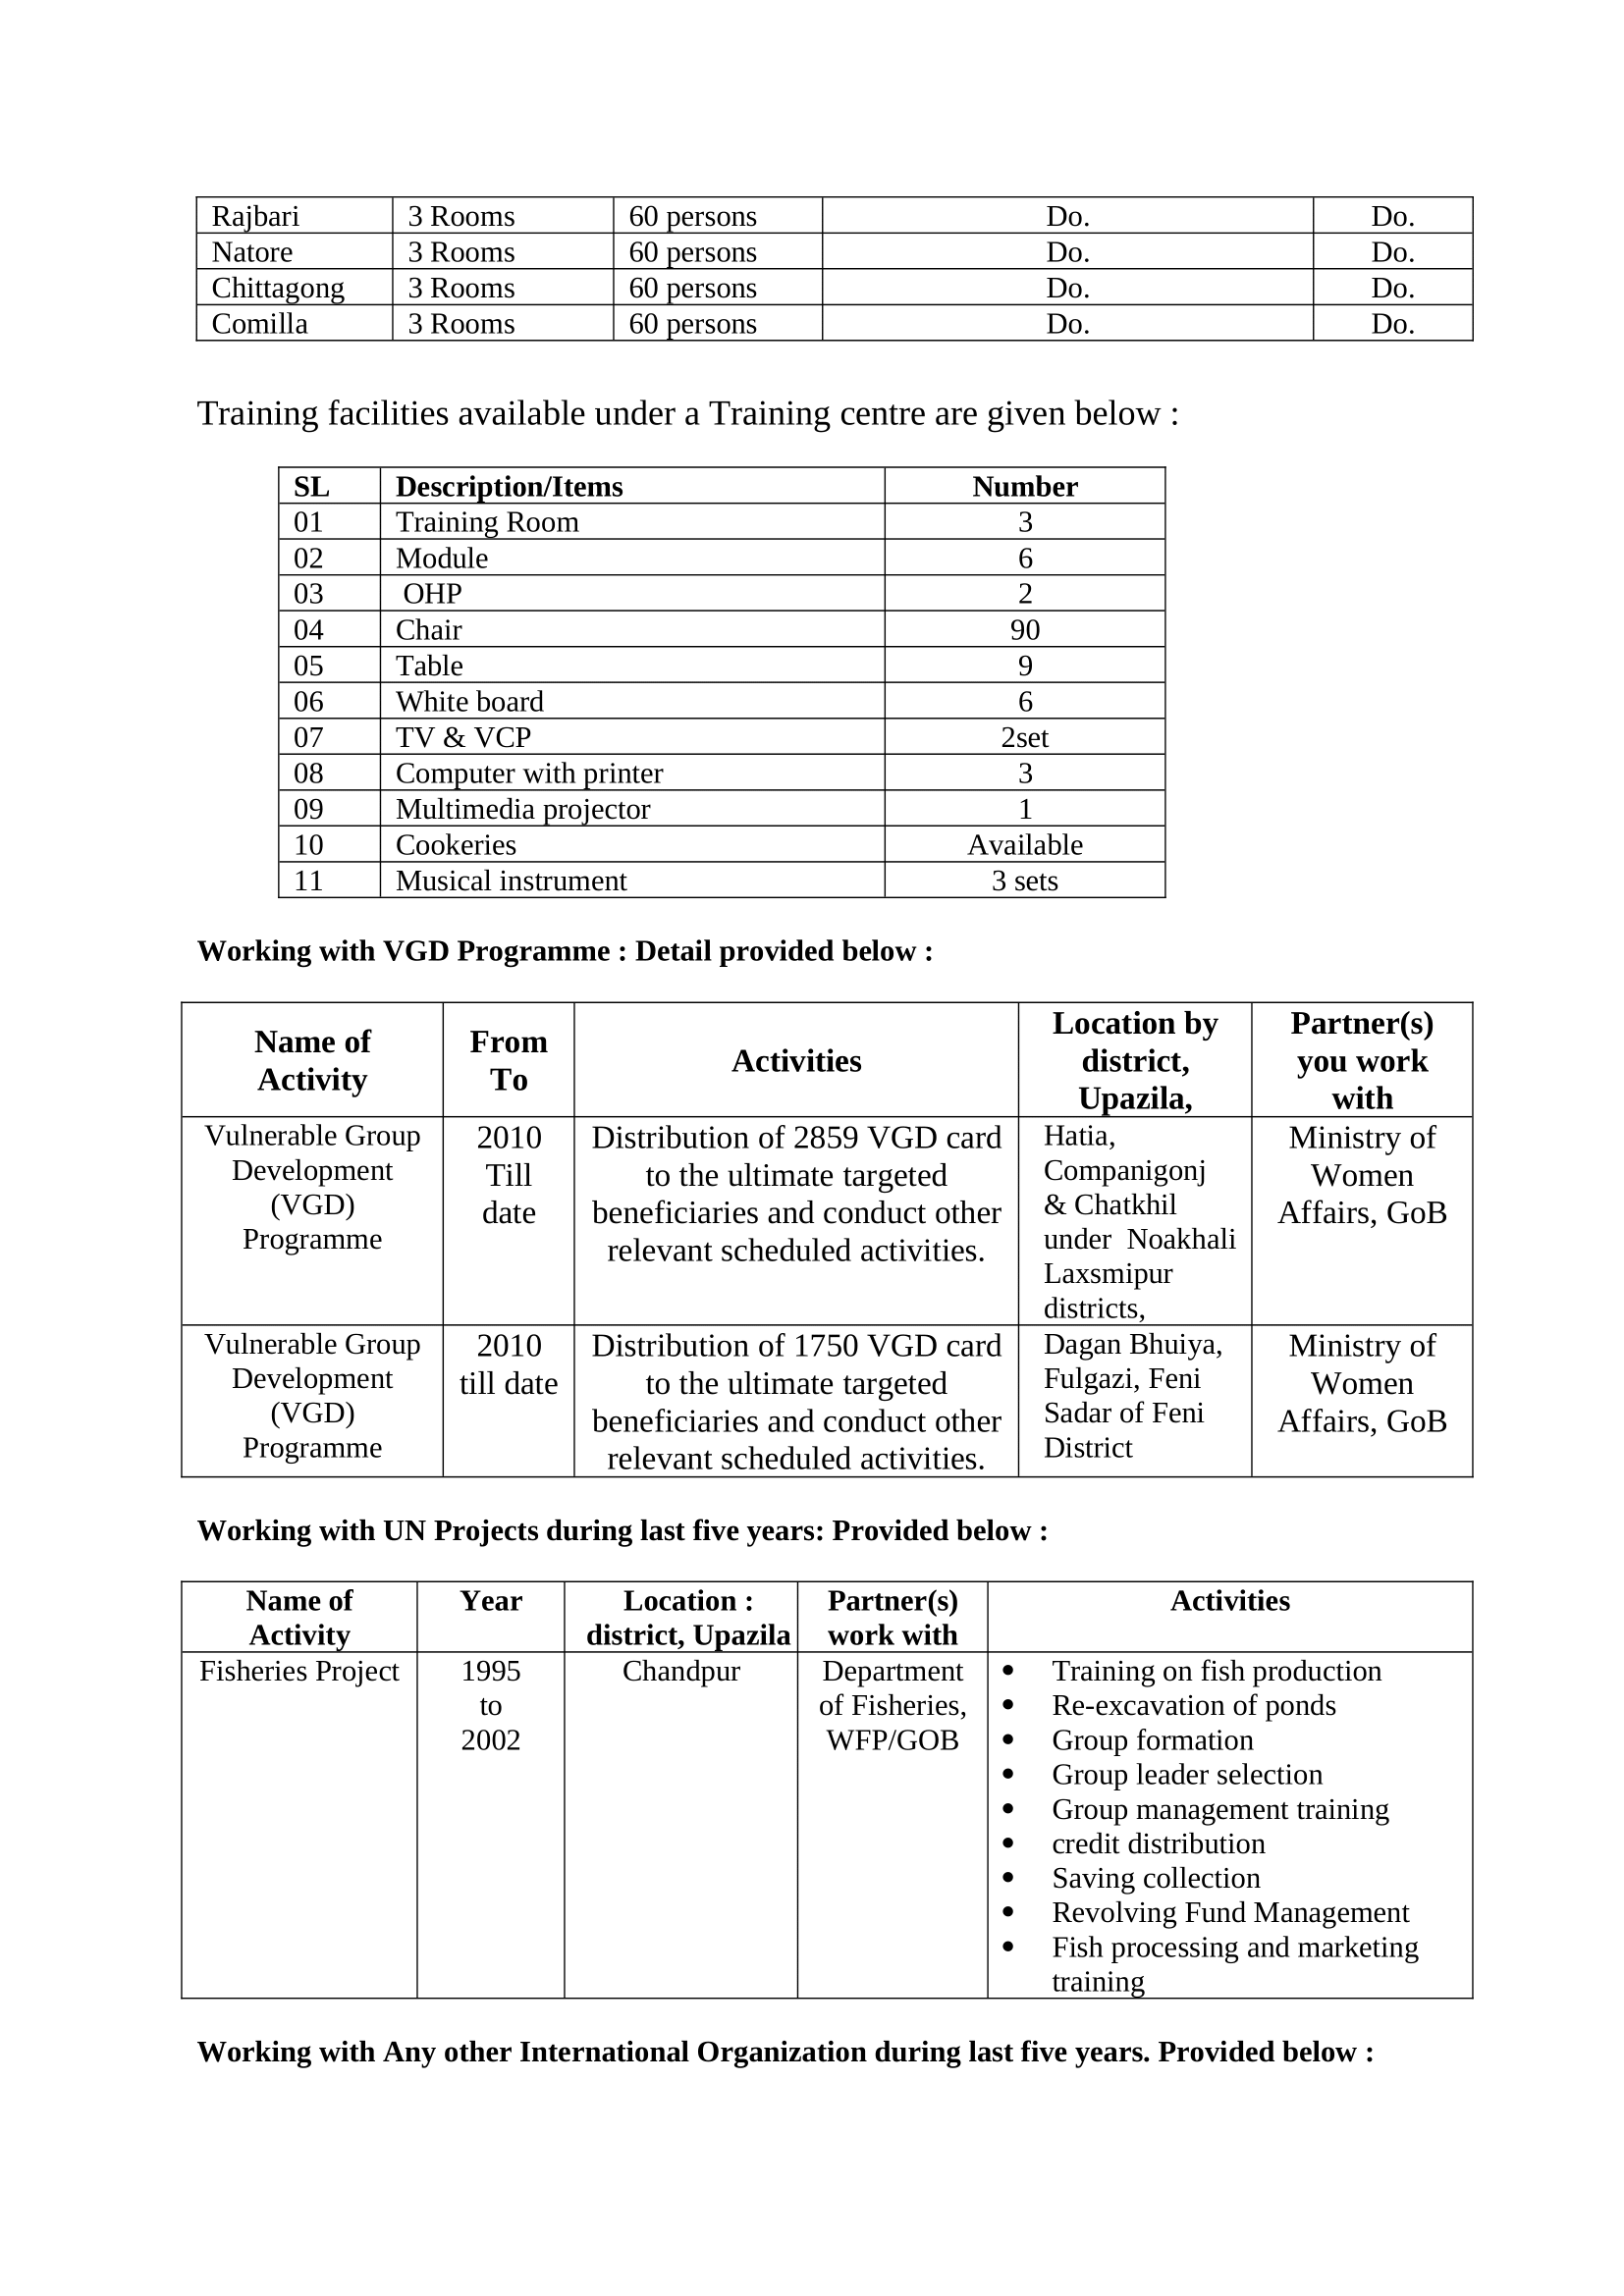 Rajbari 3 Rooms 60 persons Do. Do.
Natore 3 Rooms 60 persons Do. Do.
Chittagong 3 Rooms 60 persons Do. Do.
Comilla 3 Rooms 60 persons Do. Do.
Training facilities available under a Training centre are given below :
SL Description/Items Number
01 Training Room 3
02 Module 6
03 OHP 2
04 Chair 90
05 Table 9
06 White board 6
07 TV & VCP 2set
08 Computer with printer 3
09 Multimedia projector 1
10 Cookeries Available
11 Musical instrument 3 sets
Working with VGD Programme : Detail provided below :
Name of
Activity
From
To
Activities
Location by
district,
Upazila,
Partner(s)
you work
with
Vulnerable Group
Development
(VGD)
Programme
2010
Till
date
Distribution of 2859 VGD card
to the ultimate targeted
beneficiaries and conduct other
relevant scheduled activities.
Hatia,
Companigonj
& Chatkhil
under Noakhali
Laxsmipur
districts,
Ministry of
Women
Affairs, GoB
Vulnerable Group
Development
(VGD)
Programme
2010
till date
Distribution of 1750 VGD card
to the ultimate targeted
beneficiaries and conduct other
relevant scheduled activities.
Dagan Bhuiya,
Fulgazi, Feni
Sadar of Feni
District
Ministry of
Women
Affairs, GoB
Working with UN Projects during last five years: Provided below :
Name of
Activity
Year
Location :
district, Upazila
Partner(s)
work with
Activities
Fisheries Project
1995
to
2002
Chandpur
Department
of Fisheries,
WFP/GOB
• Training on fish production
• Re-excavation of ponds
• Group formation
• Group leader selection
• Group management training
• credit distribution
• Saving collection
• Revolving Fund Management
• Fish processing and marketing
training
Working with Any other International Organization during last five years. Provided below :